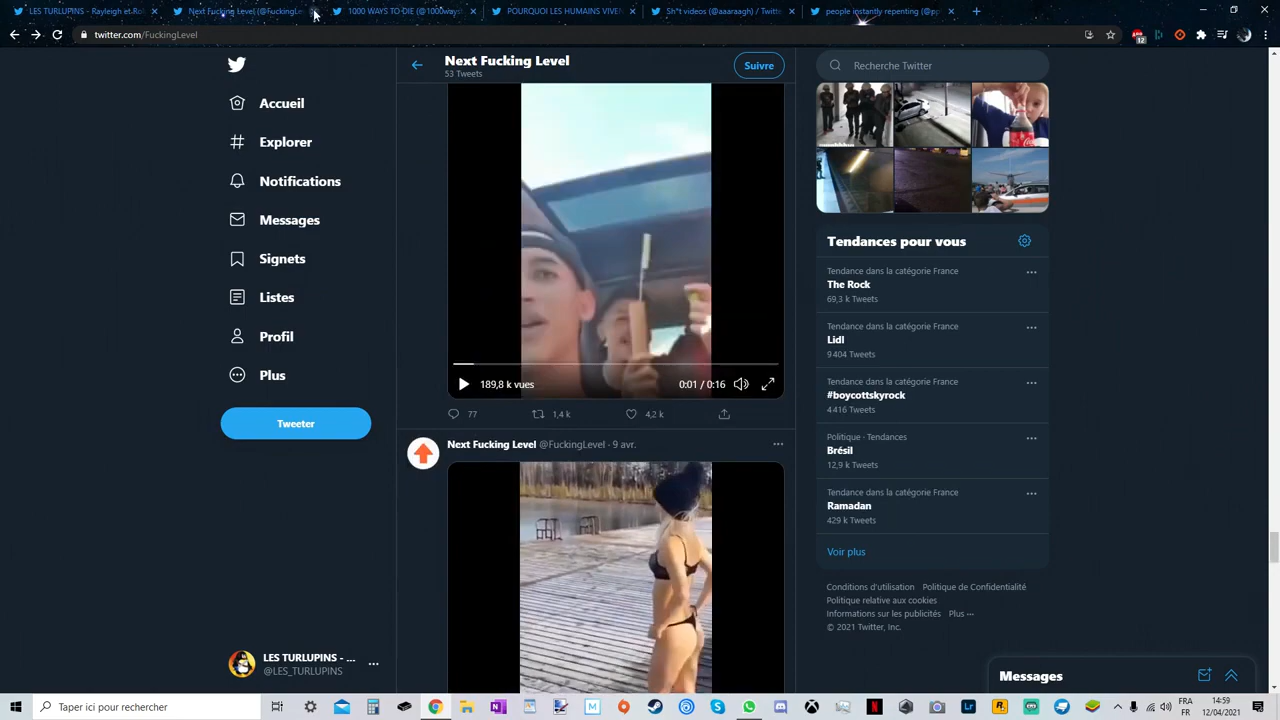 LES TURLUPINS - Rayleigh et.Rob
Next Fucking Level (@FuckingLe
1000 WAYS TO DIE (@1000ways
POURQUOI LES HUMAINS VIVEN
Sh*t videos (@aaaraagh) / Twitte
people instantly repenting (@pp
twitter.com/FuckingLevel
12
Next Fucking Level
53 Tweets
Suivre
Recherche Twitter
Accueil
Explorer
Notifications
Messages
Signets
Listes
Profil
Plus
Tweeter
189,8 k vues
0:01 / 0:16
77
1,4 k
4,2 k
Next Fucking Level @FuckingLevel · 9 avr.
Tendances pour vous
Tendance dans la catégorie France
The Rock
69,3 k Tweets
Tendance dans la catégorie France
Lidl
9 404 Tweets
Tendance dans la catégorie France
#boycottskyrock
4 416 Tweets
Politique · Tendances
Brésil
12,9 k Tweets
Tendance dans la catégorie France
Ramadan
429 k Tweets
Voir plus
Conditions d'utilisation Politique de Confidentialité
Politique relative aux cookies
Informations sur les publicités Plus ···
© 2021 Twitter, Inc.
LES TURLUPINS - ...
@LES_TURLUPINS
Messages
Taper ici pour rechercher
FRA
FR
14:59
12/04/2021